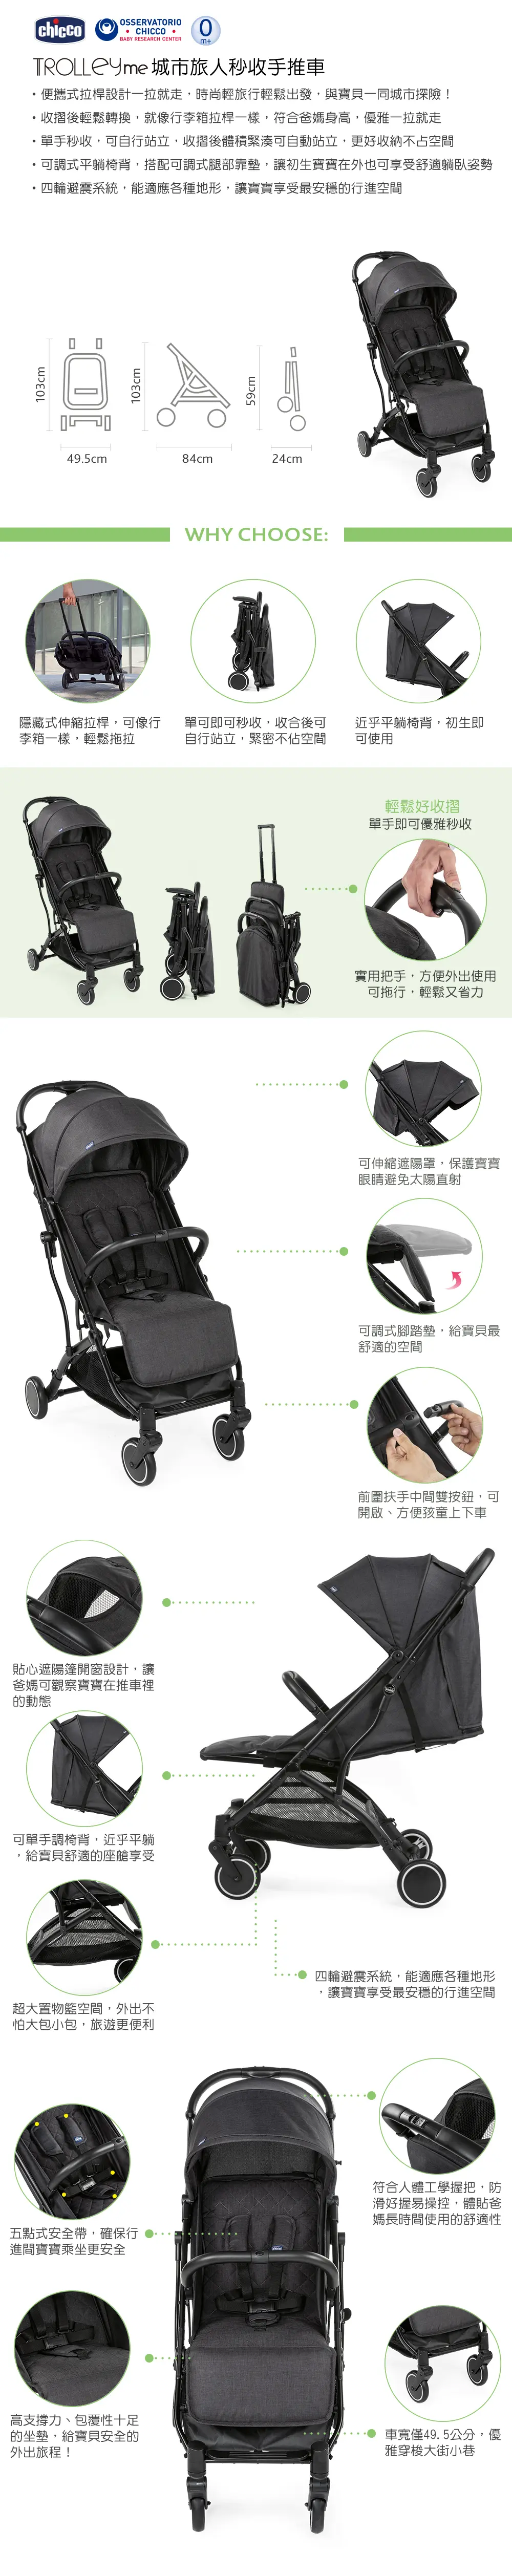 chicco
OSSERVATORIO
• CHICCO •
BABY RESEARCH CENTER
0
m+
TROLLeYme 城市旅人秒收手推車
・便攜式拉桿設計一拉就走，時尚輕旅行輕鬆出發，與寶貝一同城市探險！
・收摺後輕鬆轉換，就像行李箱拉桿一樣，符合爸媽身高，優雅一拉就走
・單手秒收，可自行站立，收摺後體積緊湊可自動站立，更好收納不占空間
・可調式平躺椅背，搭配可調式腿部靠墊，讓初生寶寶在外也可享受舒適躺臥姿勢
・四輪避震系統，能適應各種地形，讓寶寶享受最安穩的行進空間
103cm
49.5cm
103cm
84cm
59cm
24cm
WHY CHOOSE:
隱藏式伸縮拉桿，可像行
李箱一樣，輕鬆拖拉
單可即可秒收，收合後可
自行站立，緊密不佔空間
近乎平躺椅背，初生即
可使用
輕鬆好收摺
單手即可優雅秒收
實用把手，方便外出使用
可拖行，輕鬆又省力
可伸縮遮陽罩，保護寶寶
眼睛避免太陽直射
可調式腳踏墊，給寶貝最
舒適的空間
前圍扶手中間雙按鈕，可
開啟、方便孩童上下車
貼心遮陽篷開窗設計，讓
爸媽可觀察寶寶在推車裡
的動態
可單手調椅背，近乎平躺
，給寶貝舒適的座艙享受
超大置物籃空間，外出不
怕大包小包，旅遊更便利
四輪避震系統，能適應各種地形
，讓寶寶享受最安穩的行進空間
符合人體工學握把，防
滑好握易操控，體貼爸
媽長時間使用的舒適性
五點式安全帶，確保行
進間寶寶乘坐更安全
高支撐力、包覆性十足
的坐墊，給寶貝安全的
外出旅程！
車寬僅49.5公分，優
雅穿梭大街小巷